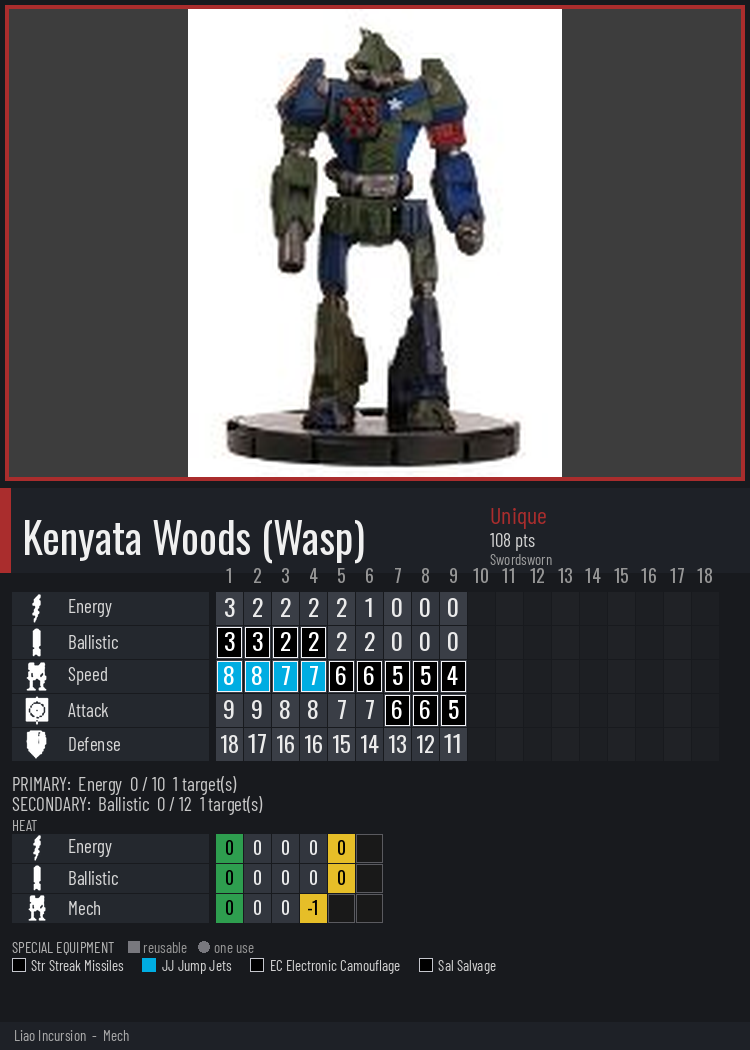 Kenyata Woods (Wasp)
Unique
108 pts
Swordsworn
1 2 3 4 5 6 7 8 9 10 11 12 13 14 15 16 17 18
Energy 3 2 2 2 2 1 0 0 0
Ballistic 3 3 2 2 2 2 0 0 0
Speed 8 8 7 7 6 6 5 5 4
Attack 9 9 8 8 7 7 6 6 5
Defense 18 17 16 16 15 14 13 12 11
PRIMARY: Energy 0 / 10 1 target(s)
SECONDARY: Ballistic 0 / 12 1 target(s)
HEAT
Energy 0 0 0 0 0
Ballistic 0 0 0 0 0
Mech 0 0 0 -1
SPECIAL EQUIPMENT reusable one use
Str Streak Missiles JJ Jump Jets EC Electronic Camouflage Sal Salvage
Liao Incursion - Mech